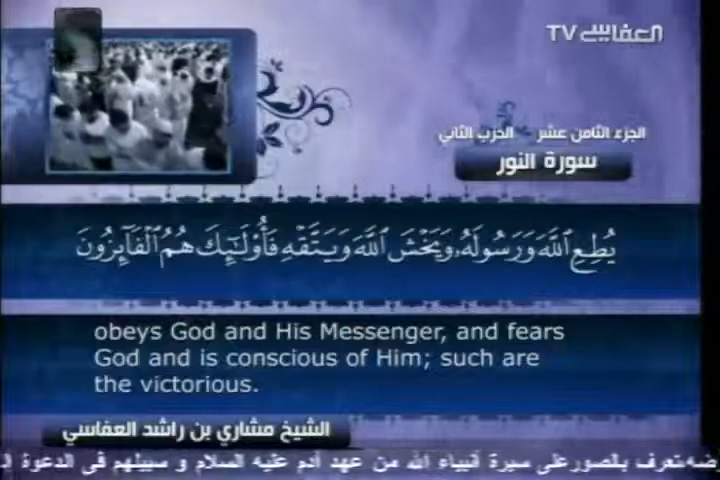 العفاسي TV
الجزء الثامن عشر   الحزب الثاني
سورة النور
يُطِعِ ٱللَّهَ وَرَسُولَهُۥ وَيَخْشَ ٱللَّهَ وَيَتَّقْهِ فَأُو۟لَـٰٓئِكَ هُمُ ٱلْفَآئِزُونَ
obeys God and His Messenger, and fears
God and is conscious of Him; such are
the victorious.
الشيخ مشاري بن راشد العفاسي
تعرف بالصور على سيرة أنبياء الله من عهد آدم عليه السلام و سبيلهم في الدعوة